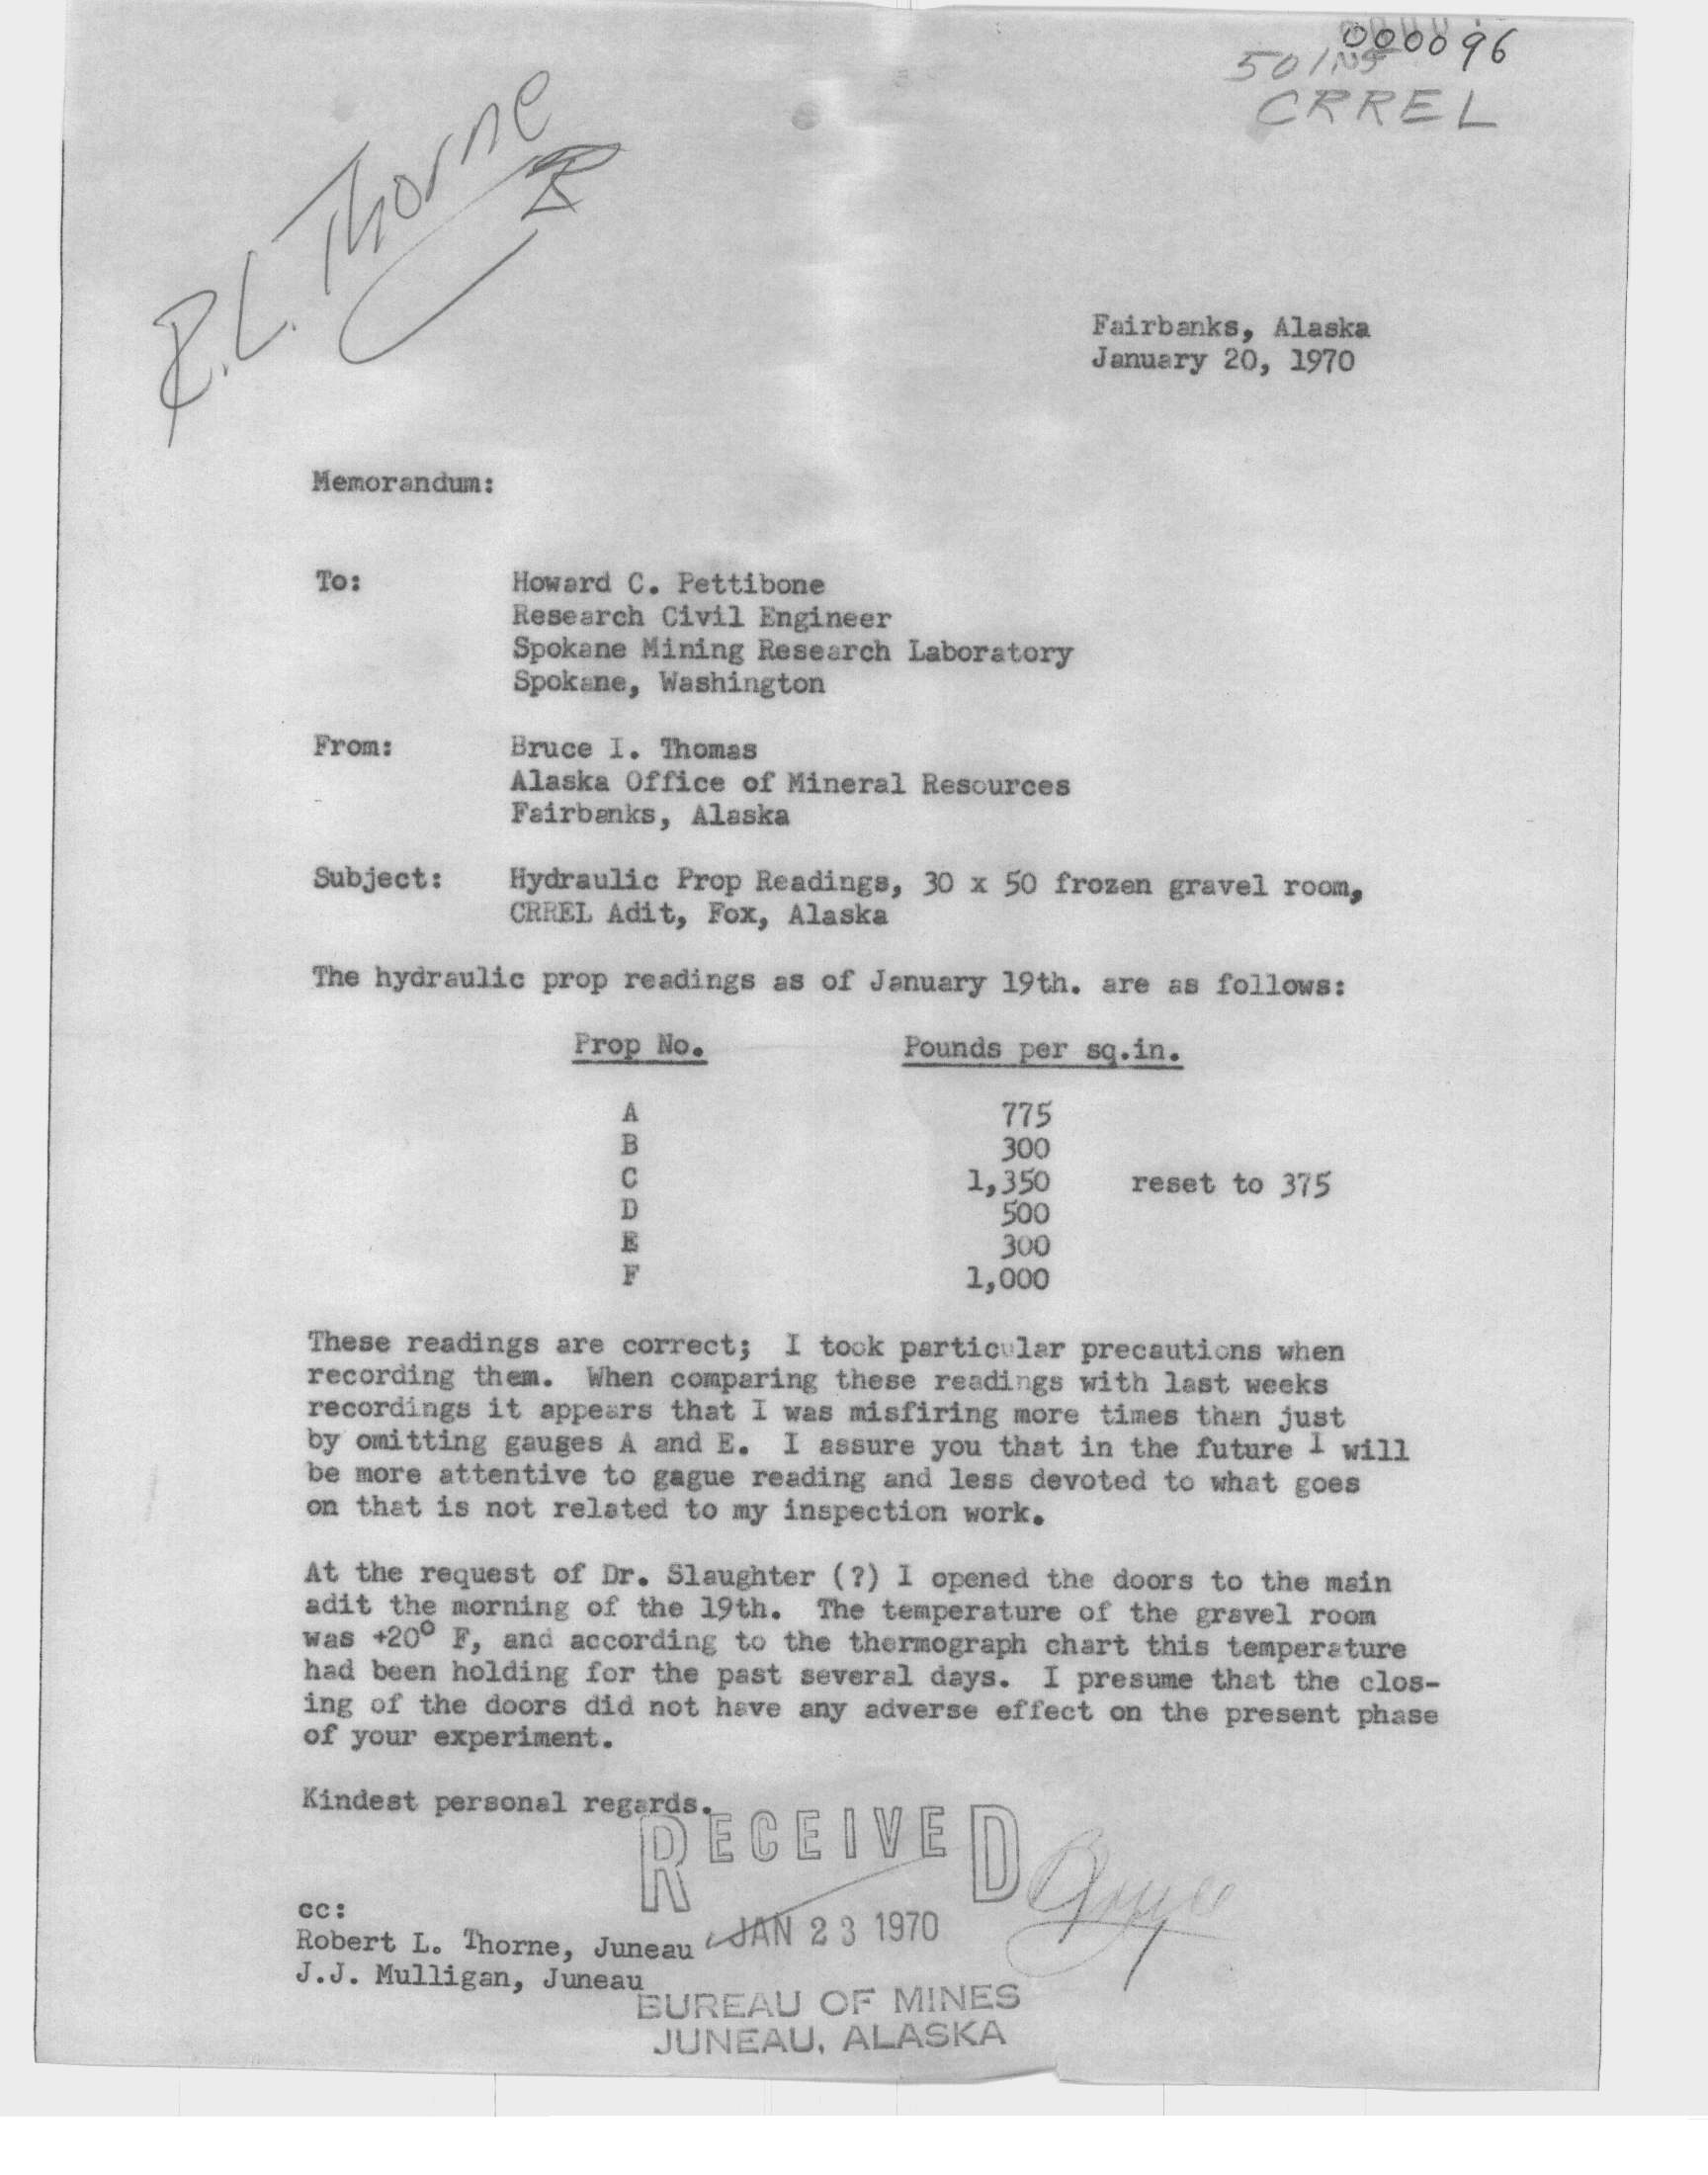 000096
CRREL
R.L. Thorne
Fairbanks, Alaska
January 20, 1970
Memorandum:
To: Howard C. Pettibone
Research Civil Engineer
Spokane Mining Research Laboratory
Spokane, Washington
From: Bruce I. Thomas
Alaska Office of Mineral Resources
Fairbanks, Alaska
Subject: Hydraulic Prop Readings, 30 x 50 frozen gravel room,
CRREL Adit, Fox, Alaska
The hydraulic prop readings as of January 19th. are as follows:
Prop No. Pounds per sq.in.
A 775
B 300
C 1,350 reset to 375
D 500
E 300
F 1,000
These readings are correct; I took particular precautions when
recording them. When comparing these readings with last weeks
recordings it appears that I was misfiring more times than just
by omitting gauges A and E. I assure you that in the future I will
be more attentive to gague reading and less devoted to what goes
on that is not related to my inspection work.
At the request of Dr. Slaughter (?) I opened the doors to the main
adit the morning of the 19th. The temperature of the gravel room
was +20° F, and according to the thermograph chart this temperature
had been holding for the past several days. I presume that the clos-
ing of the doors did not have any adverse effect on the present phase
of your experiment.
Kindest personal regards.
RECEIVED
Bruce
cc:
Robert L. Thorne, Juneau
JAN 23 1970
J.J. Mulligan, Juneau
BUREAU OF MINES
JUNEAU, ALASKA